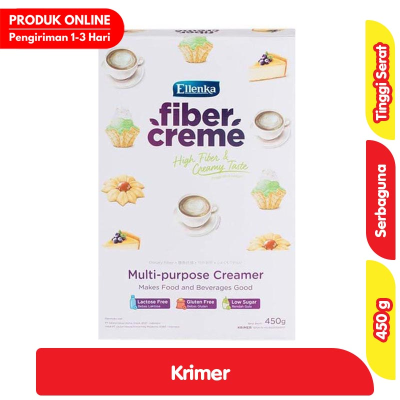 PRODUK ONLINE
Pengiriman 1-3 Hari
Ellenka
fiber
creme
High Fiber &
Creamy Taste
Multi-purpose Creamer
Makes Food and Beverages Good
Lactose Free
Gluten Free
Low Sugar
450g
Tinggi Serat
Serbaguna
450 g
Krimer